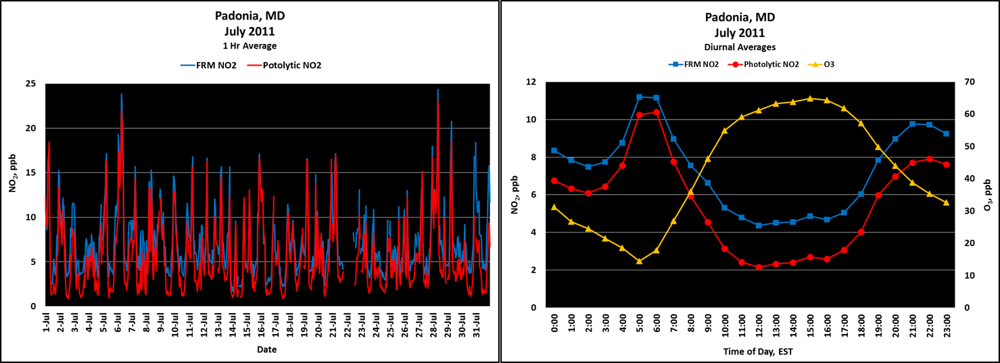 Padonia, MD
July 2011
1 Hr Average
FRM NO2 Potolytic NO2
25
20
15
10
5
0
NO2, ppb
1-Jul 2-Jul 3-Jul 4-Jul 5-Jul 6-Jul 7-Jul 8-Jul 9-Jul 10-Jul 11-Jul 12-Jul 13-Jul 14-Jul 15-Jul 16-Jul 17-Jul 18-Jul 19-Jul 20-Jul 21-Jul 22-Jul 23-Jul 24-Jul 25-Jul 26-Jul 27-Jul 28-Jul 29-Jul 30-Jul 31-Jul
Date
Padonia, MD
July 2011
Diurnal Averages
FRM NO2 Photolytic NO2 O3
12
10
8
6
4
2
0
NO2, ppb
70
60
50
40
30
20
10
0
O3, ppb
0:00 1:00 2:00 3:00 4:00 5:00 6:00 7:00 8:00 9:00 10:00 11:00 12:00 13:00 14:00 15:00 16:00 17:00 18:00 19:00 20:00 21:00 22:00 23:00
Time of Day, EST